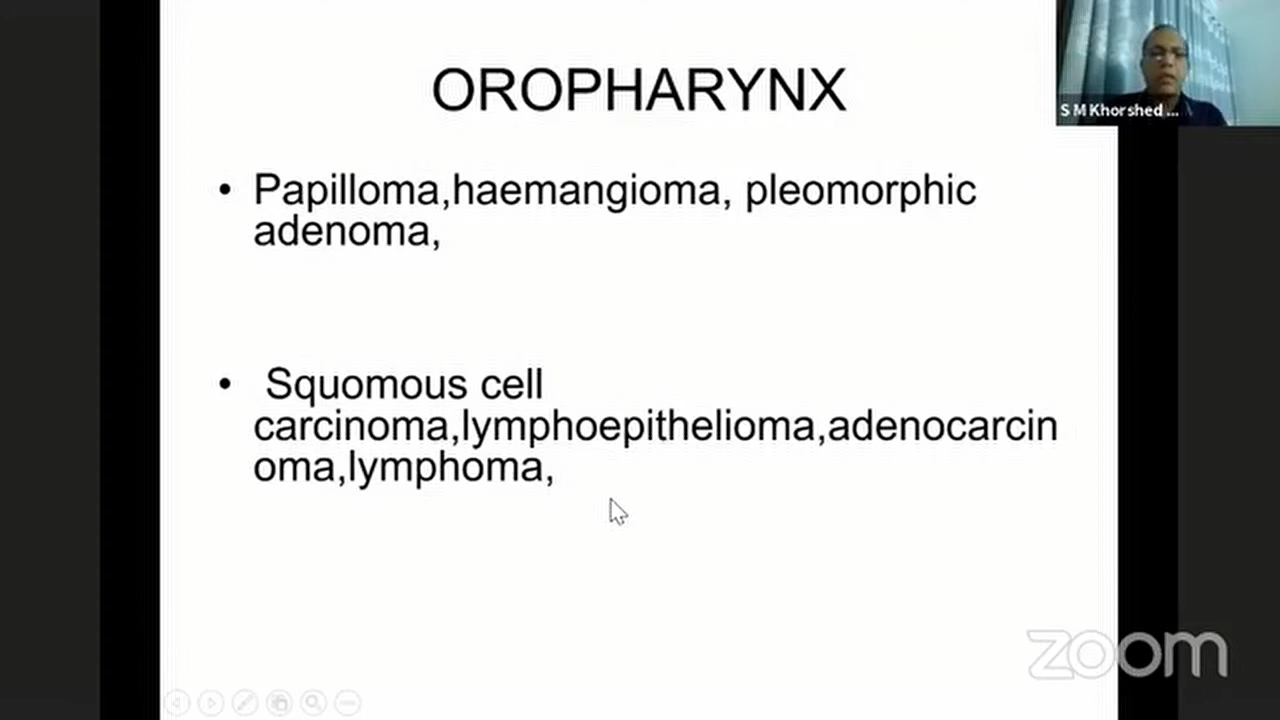 OROPHARYNX
S M Khorshed ...
• Papilloma,haemangioma, pleomorphic
adenoma,
• Squomous cell
carcinoma,lymphoepithelioma,adenocarcin
oma,lymphoma,
zoom